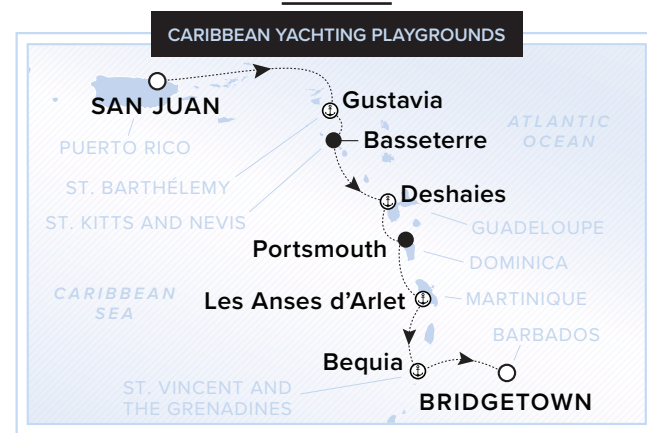 CARIBBEAN YACHTING PLAYGROUNDS
SAN JUAN
Gustavia
ATLANTIC
OCEAN
Basseterre
PUERTO RICO
ST. BARTHÉLEMY
Deshaies
ST. KITTS AND NEVIS
GUADELOUPE
Portsmouth
DOMINICA
CARIBBEAN
SEA
Les Anses d’Arlet
MARTINIQUE
BARBADOS
Bequia
ST. VINCENT AND
THE GRENADINES
BRIDGETOWN